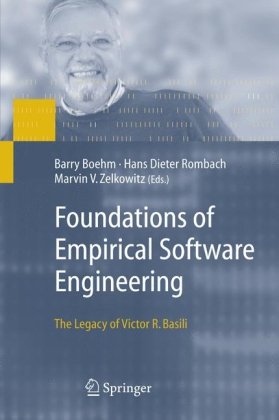 Barry Boehm · Hans Dieter Rombach
Marvin V. Zelkowitz (Eds.)
Foundations of
Empirical Software
Engineering
The Legacy of Victor R. Basili
Springer